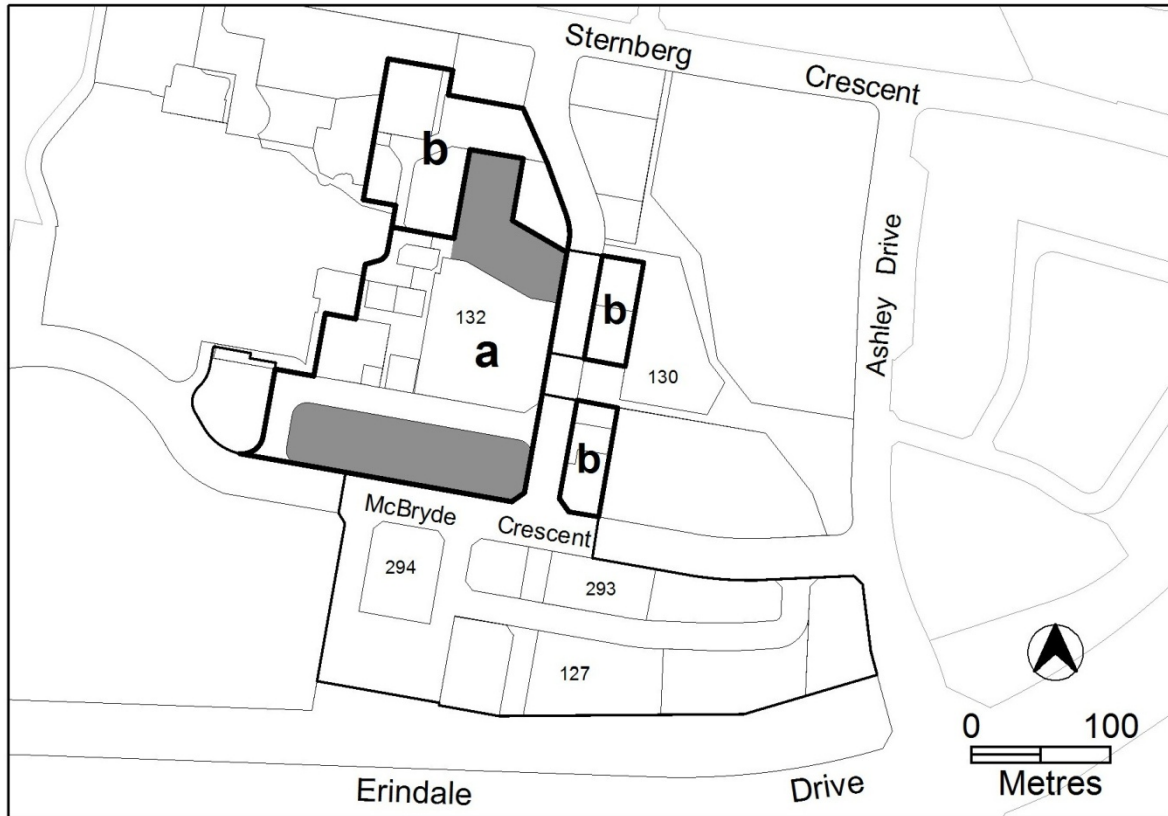 Sternberg
Crescent
b
b
Ashley Drive
132
a
130
b
McBryde
Crescent
294
293
127
0 100
Metres
Erindale
Drive